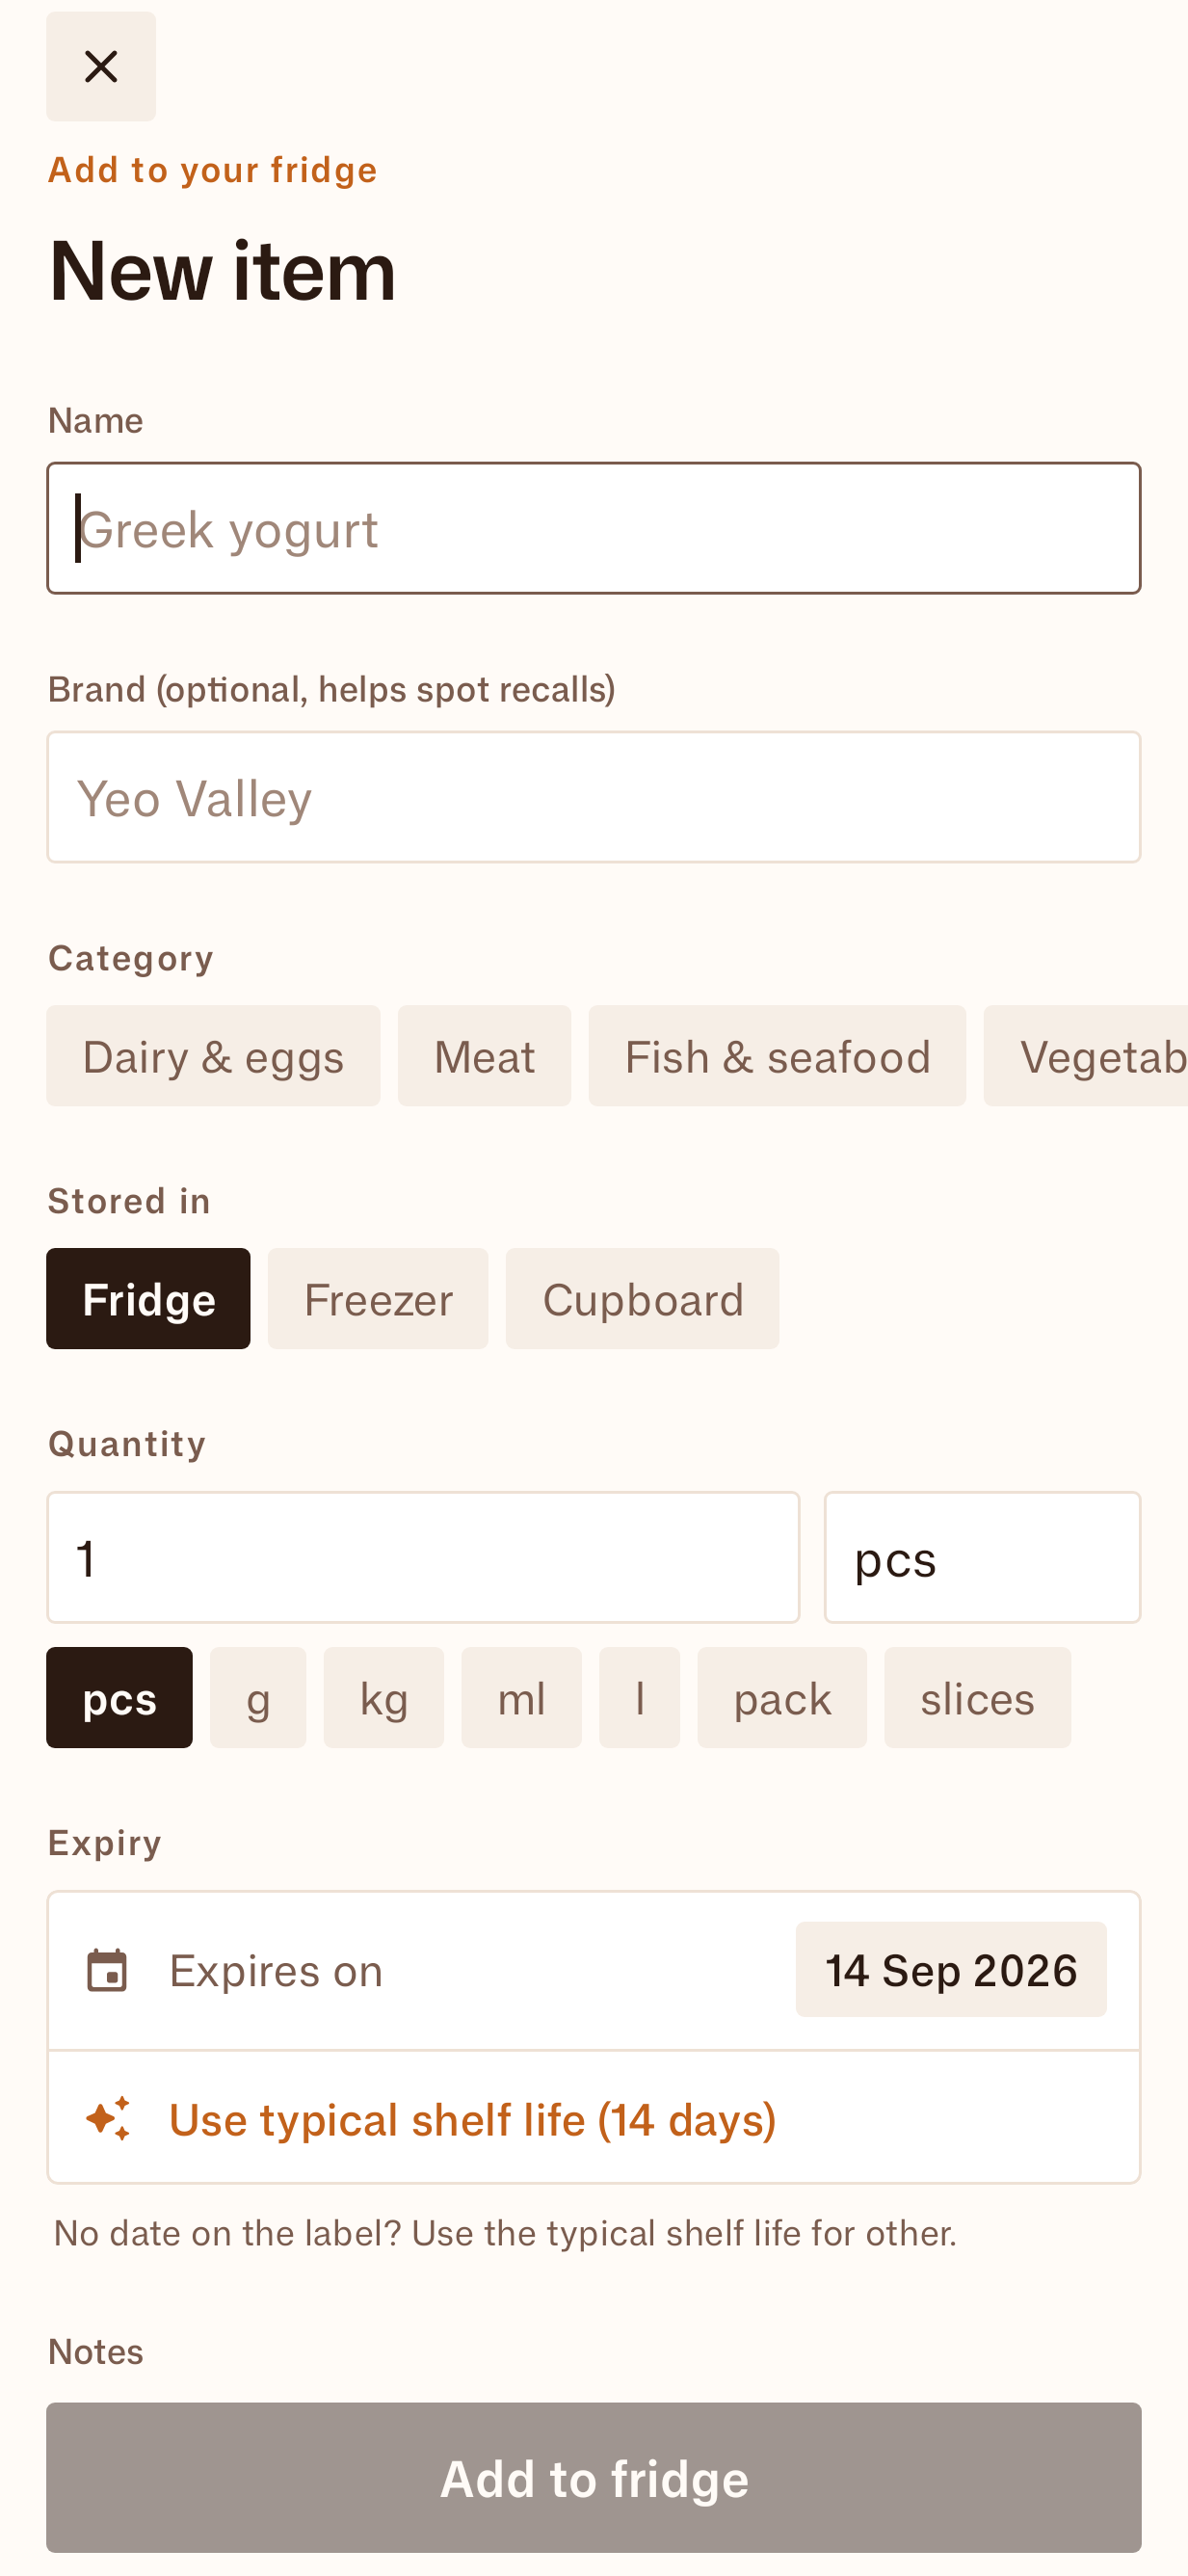 Add to your fridge
New item
Name
Greek yogurt
Brand (optional, helps spot recalls)
Yeo Valley
Category
Dairy & eggs Meat Fish & seafood Vegetab
Stored in
Fridge Freezer Cupboard
Quantity
1 pcs
pcs g kg ml l pack slices
Expiry
Expires on 14 Sep 2026
Use typical shelf life (14 days)
No date on the label? Use the typical shelf life for other.
Notes
Add to fridge